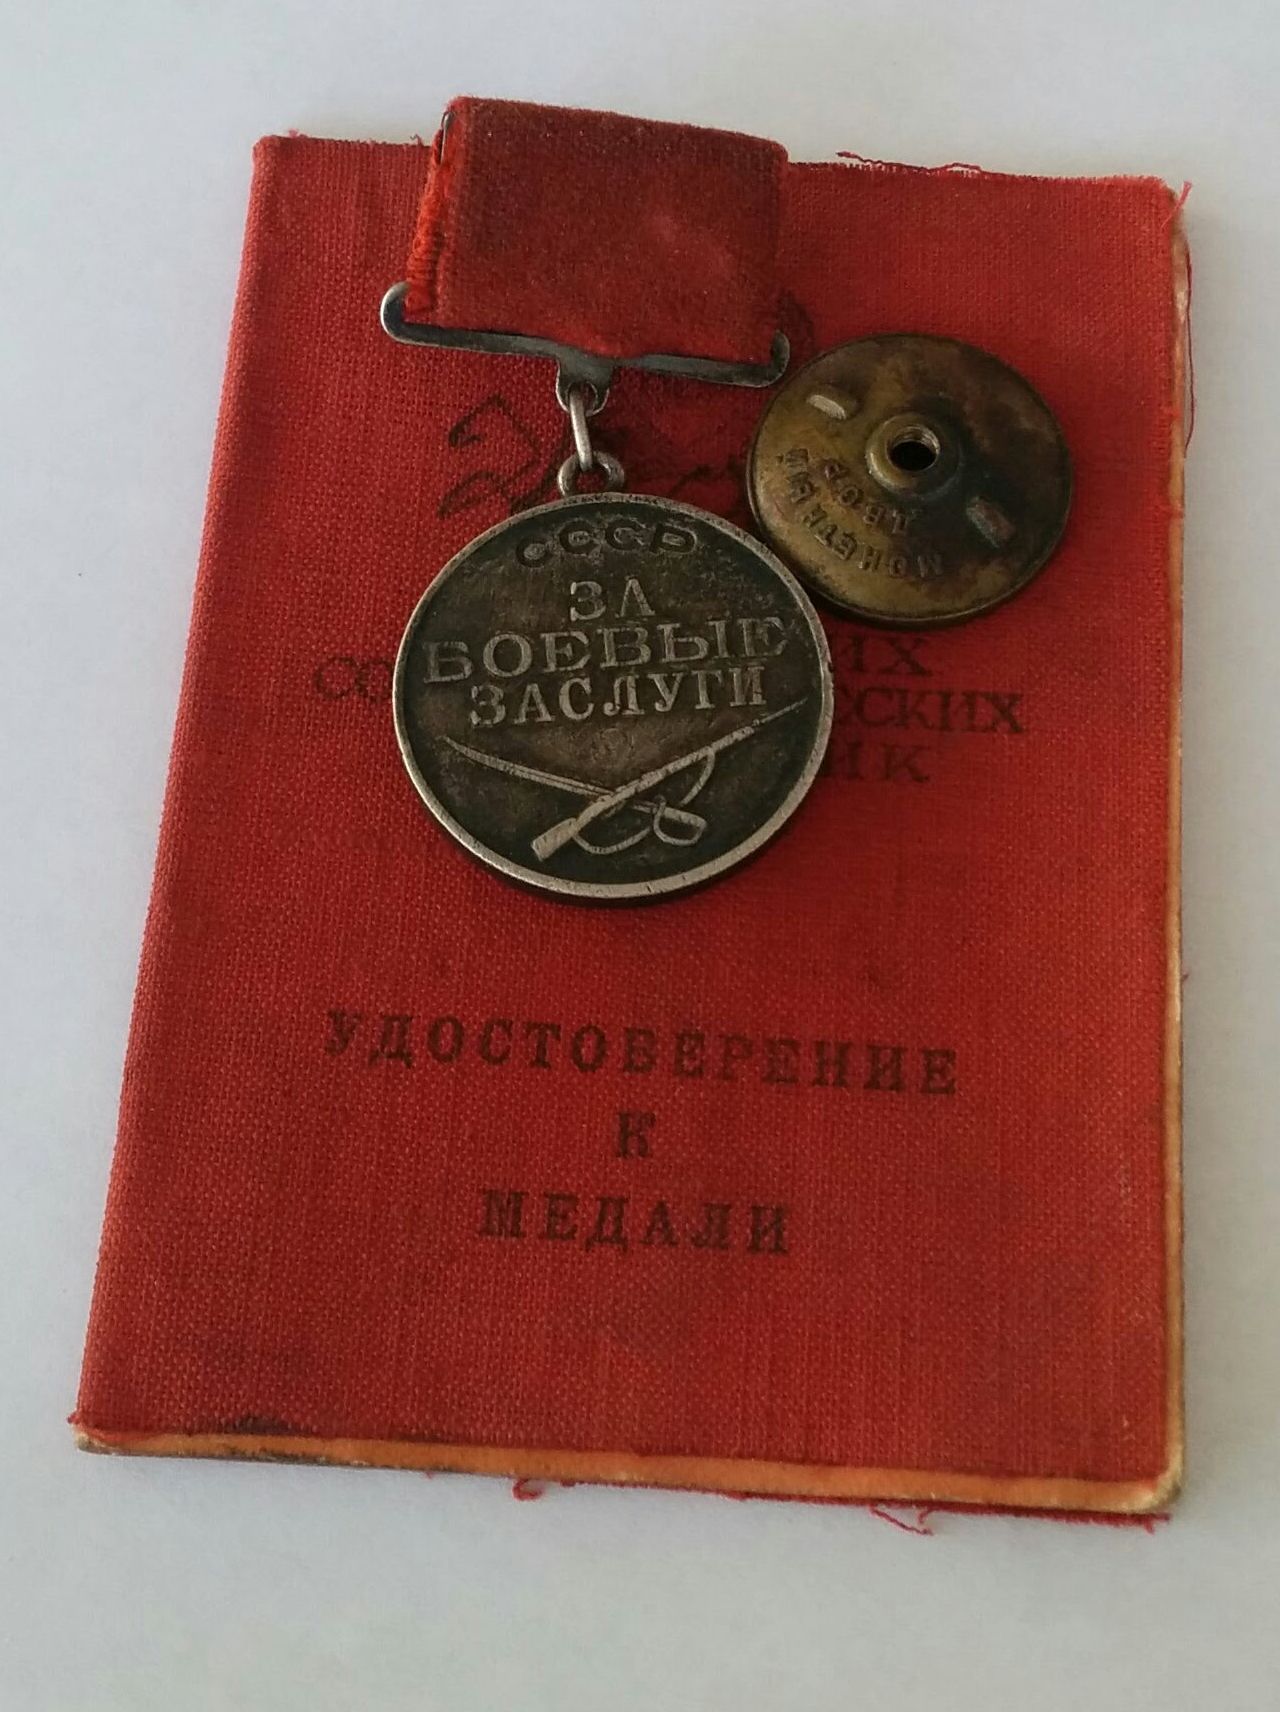 СССР
ЗА
БОЕВЫЕ
ЗАСЛУГИ
МОНЕТНЫЙ
ДВОР
УДОСТОВЕРЕНИЕ
К
МЕДАЛИ